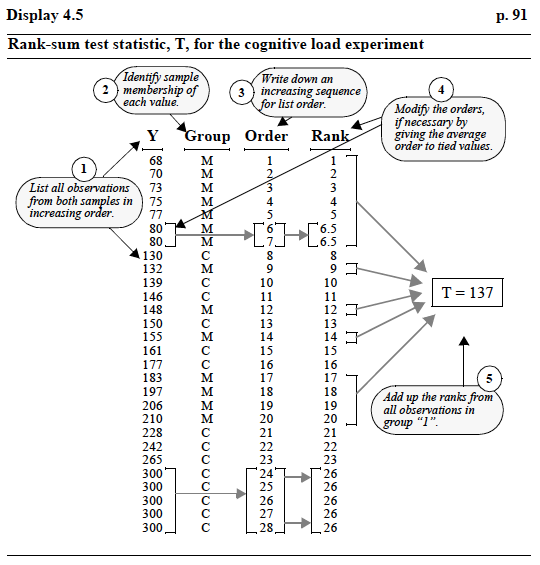 Display 4.5 p. 91
Rank-sum test statistic, T, for the cognitive load experiment
2 Identify sample
membership of
each value.
3 Write down an
increasing sequence
for list order.
4
Modify the orders,
if necessary by
giving the average
order to tied values.
1
List all observations
from both samples in
increasing order.
Y Group Order Rank
68 M 1 1
70 M 2 2
73 M 3 3
75 M 4 4
77 M 5 5
80 M 6 6.5
80 M 7 6.5
130 C 8 8
132 M 9 9
139 C 10 10
146 C 11 11
148 M 12 12
150 C 13 13
155 M 14 14
161 C 15 15
177 C 16 16
183 M 17 17
197 M 18 18
206 M 19 19
210 M 20 20
228 C 21 21
242 C 22 22
265 C 23 23
300 C 24 26
300 C 25 26
300 C 26 26
300 C 27 26
300 C 28 26
T = 137
5
Add up the ranks from
all observations in
group “1”.